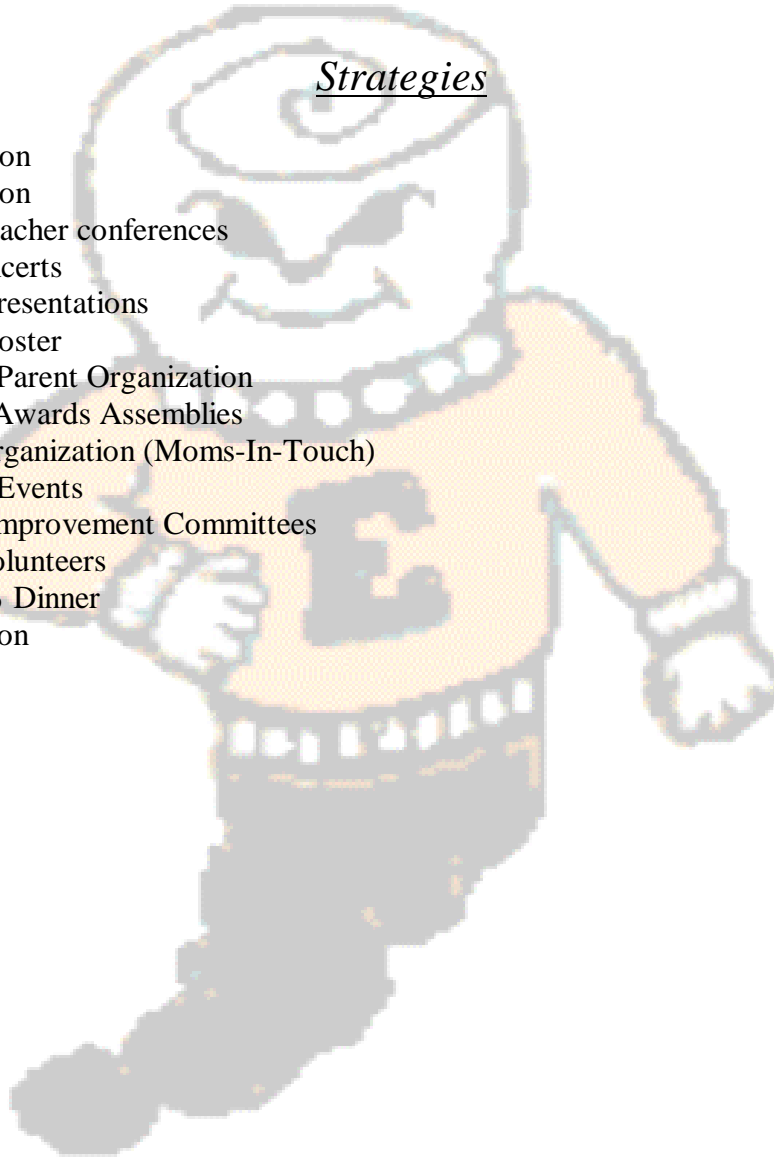 Strategies
on
on
acher conferences
certs
resentations
oster
Parent Organization
Awards Assemblies
rganization (Moms-In-Touch)
Events
mprovement Committees
olunteers
Dinner
on
E